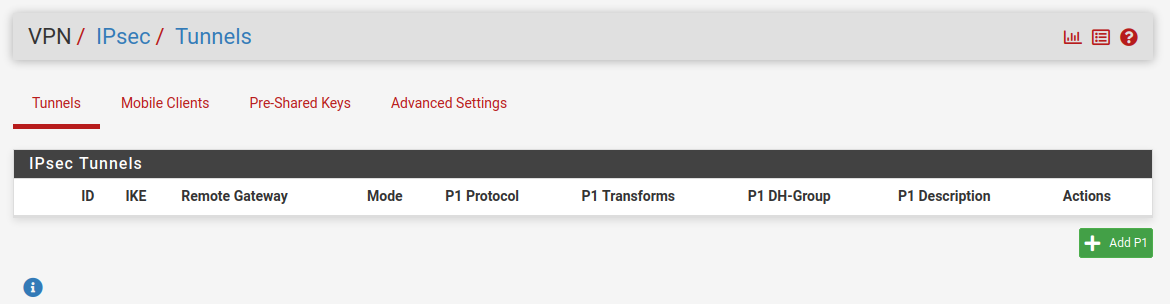 VPN / IPsec / Tunnels
Tunnels Mobile Clients Pre-Shared Keys Advanced Settings
IPsec Tunnels
ID IKE Remote Gateway Mode P1 Protocol P1 Transforms P1 DH-Group P1 Description Actions
Add P1